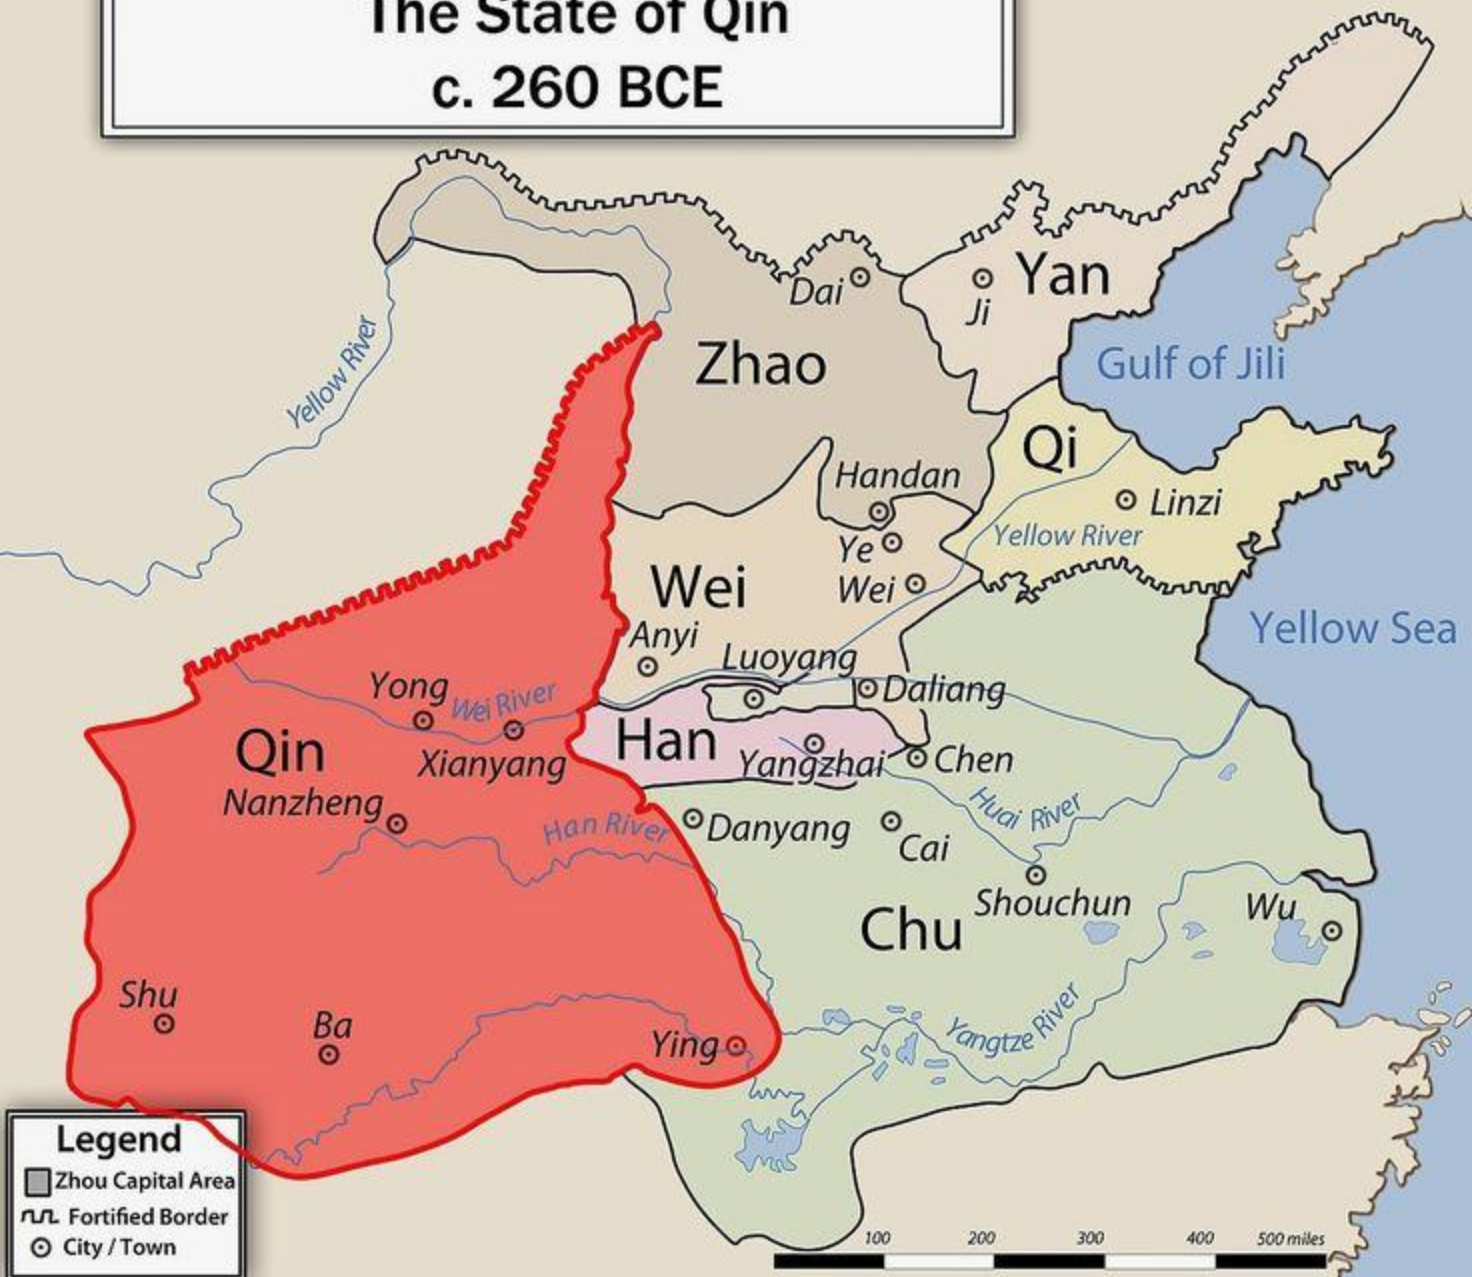 The State of Qin
c. 260 BCE
Dai
Ji
Yan
Yellow River
Zhao
Gulf of Jili
Qi
Handan
Linzi
Ye
Yellow River
Wei
Wei
Yellow Sea
Anyi
Luoyang
Yong
Wei River
Daliang
Qin
Xianyang
Han
Yangzhai
Chen
Nanzheng
Han River
Danyang
Cai
Huai River
Shouchun
Chu
Wu
Shu
Ba
Ying
Yangtze River
Legend
Zhou Capital Area
Fortified Border
City / Town
100 200 300 400 500 miles